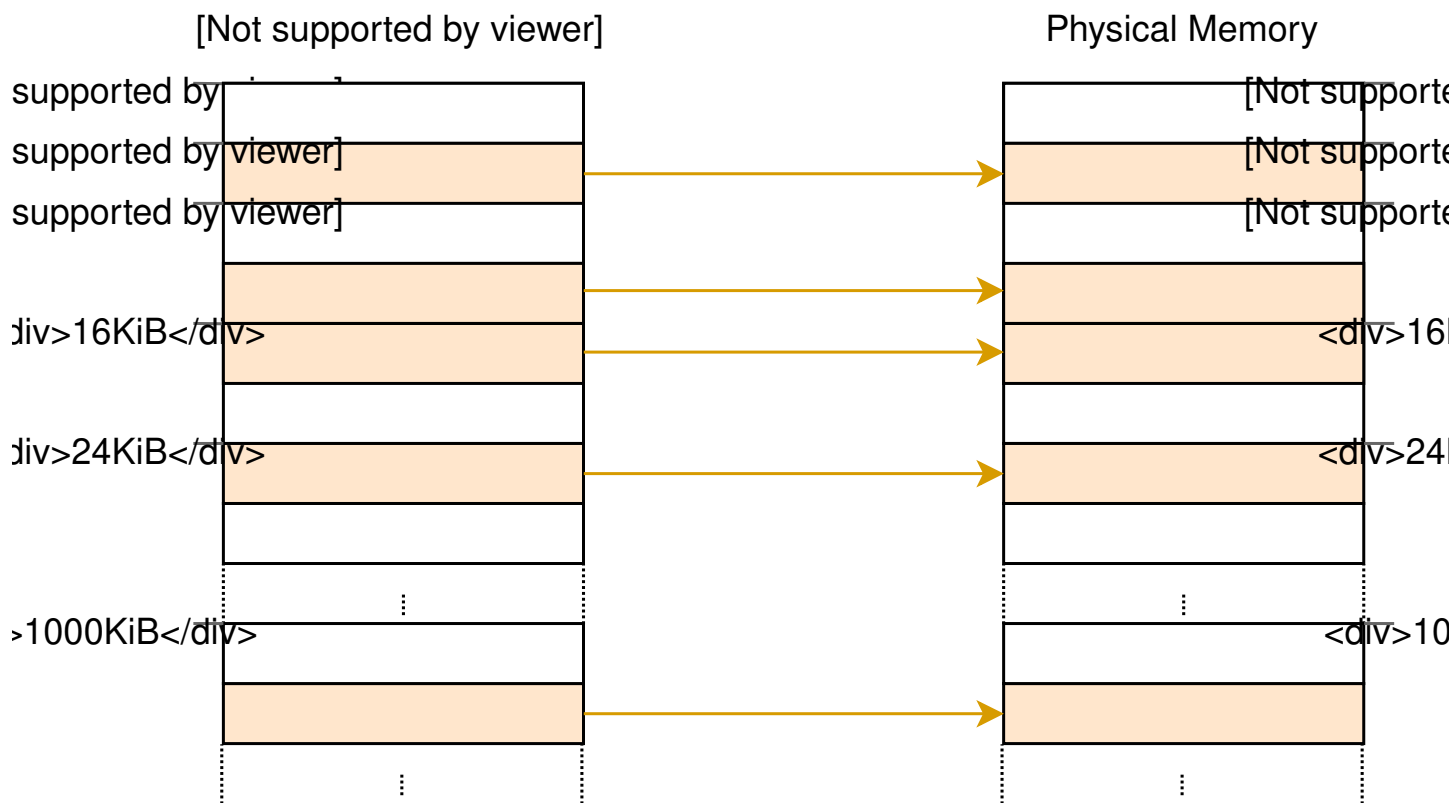 [Not supported by viewer]
Physical Memory
supported by viewer]
[Not supporte
supported by viewer]
[Not supporte
supported by viewer]
[Not supporte
div>16KiB</div>
<div>16
div>24KiB</div>
<div>24
>1000KiB</div>
<div>10